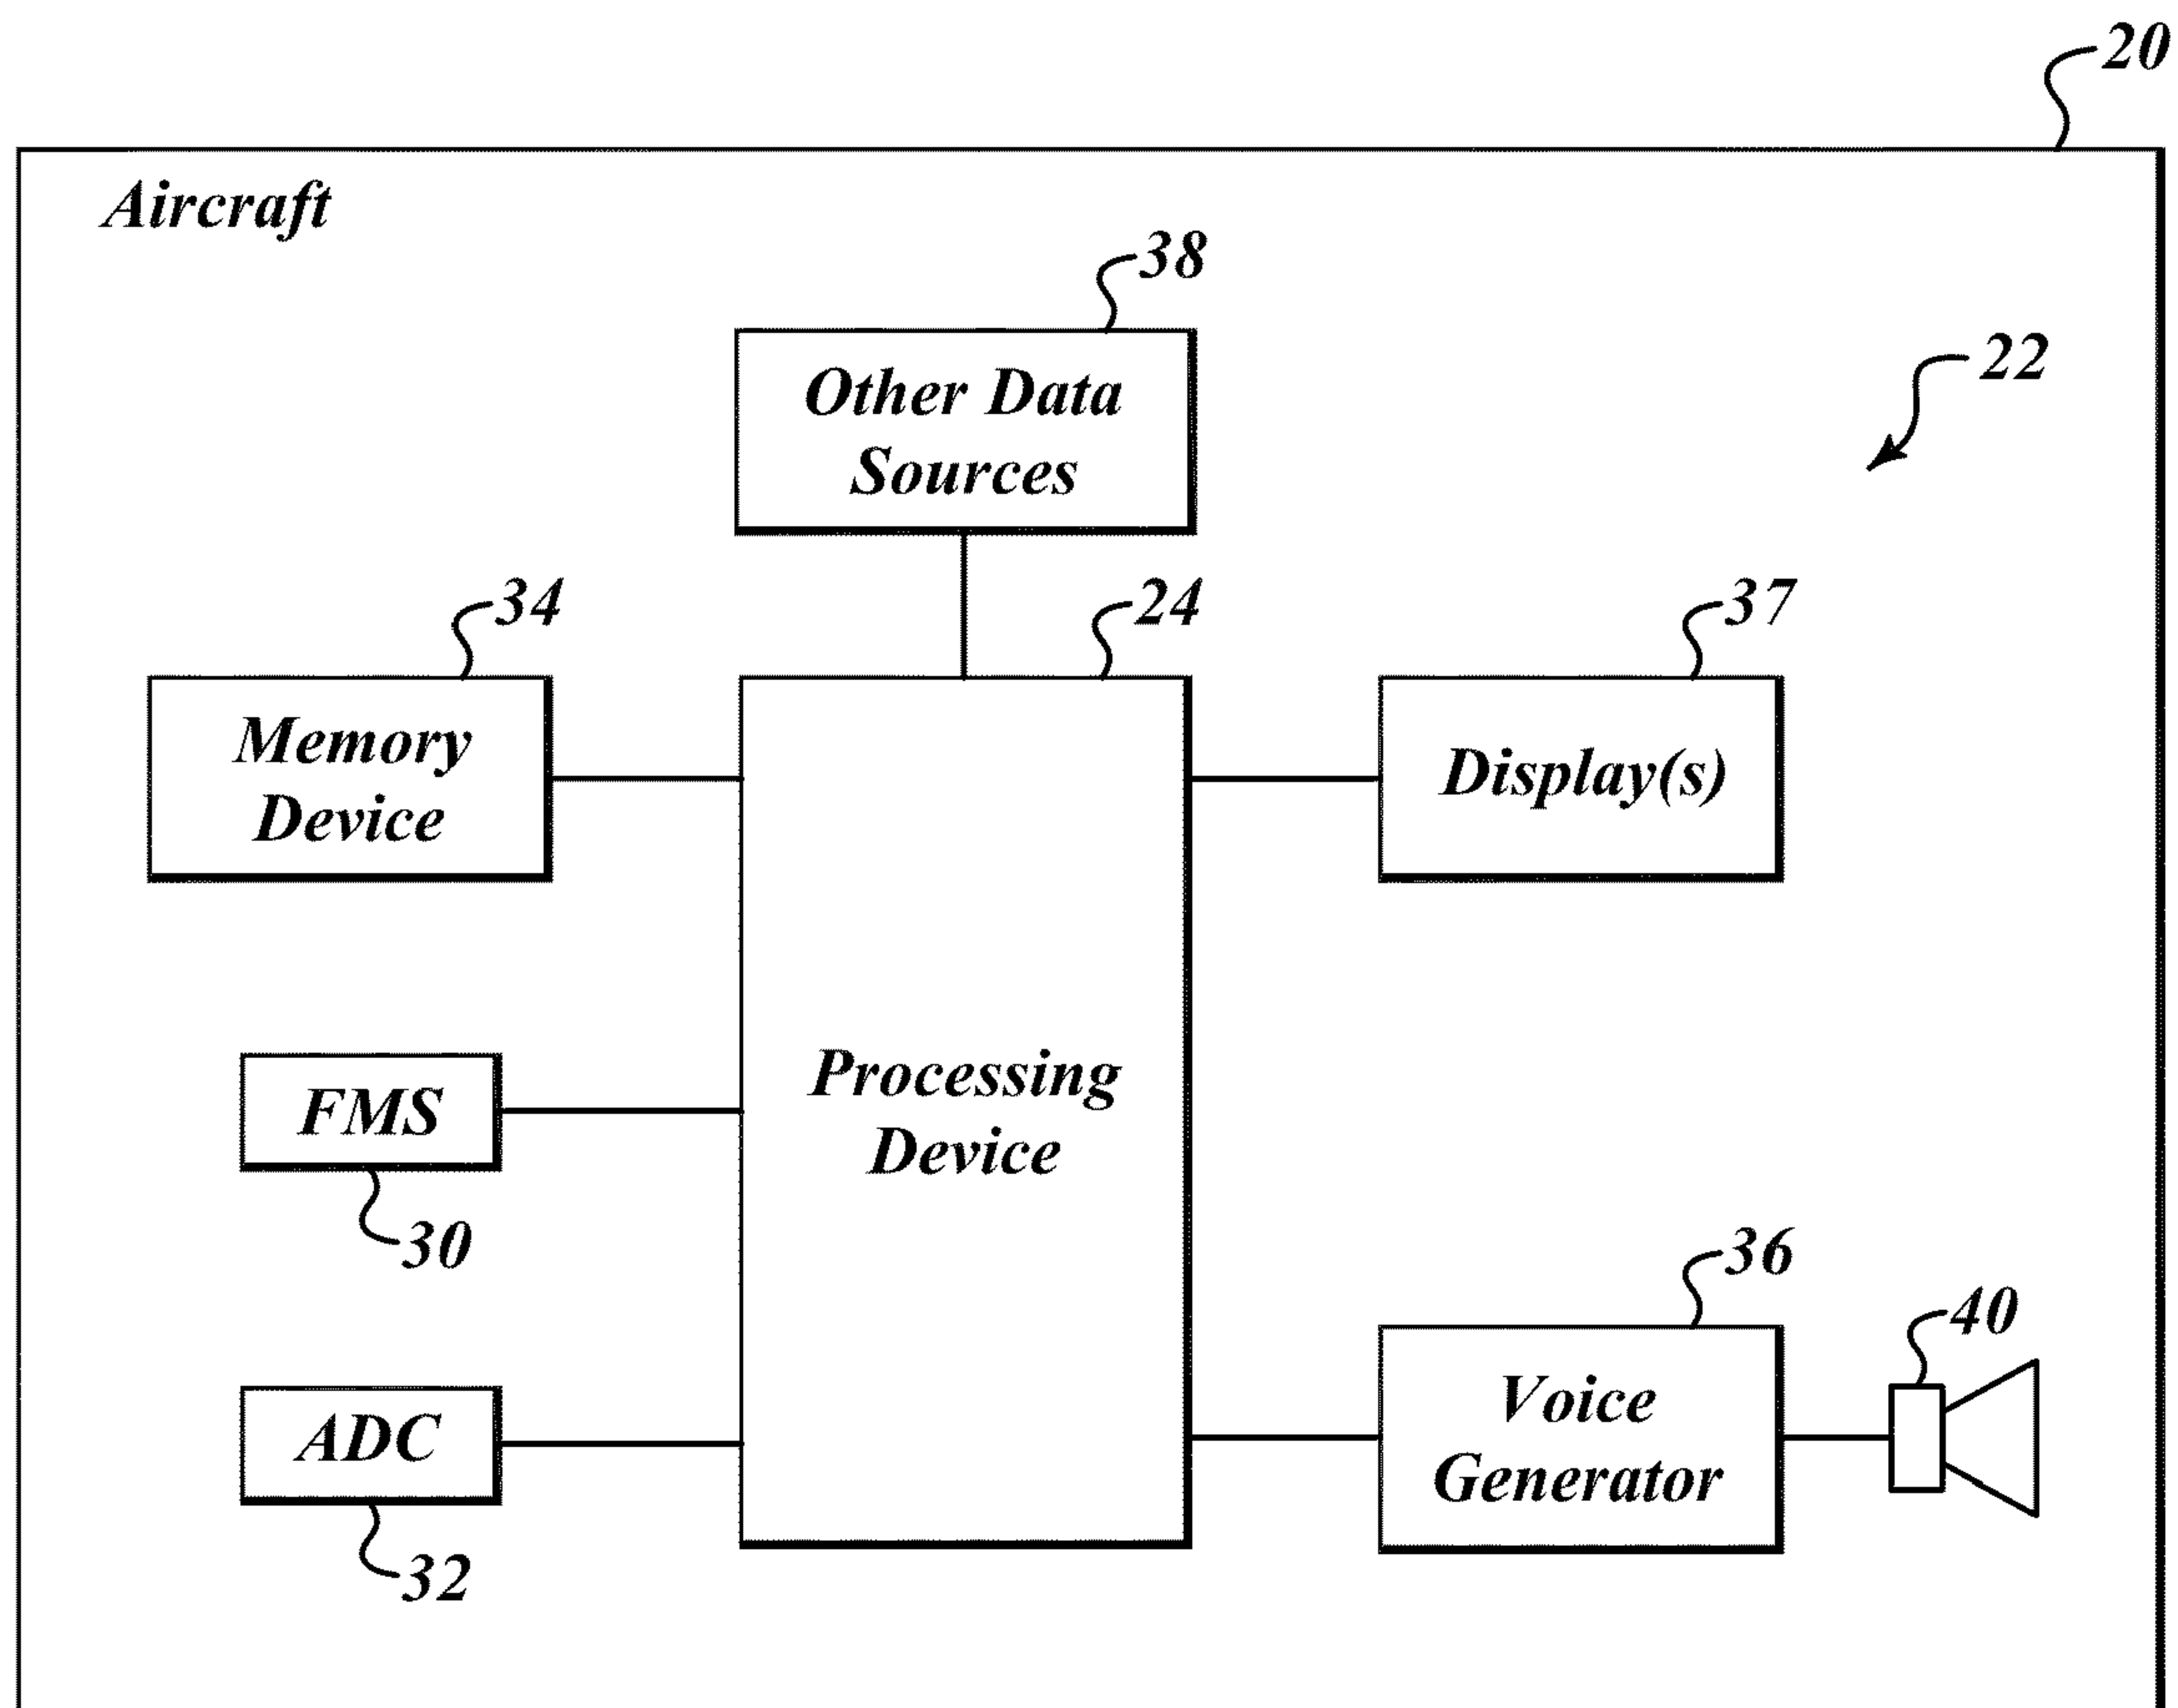 20
Aircraft
38
Other Data
Sources
22
34
24
37
Memory
Device
Display(s)
Processing
Device
FMS
30
36
40
Voice
Generator
ADC
32